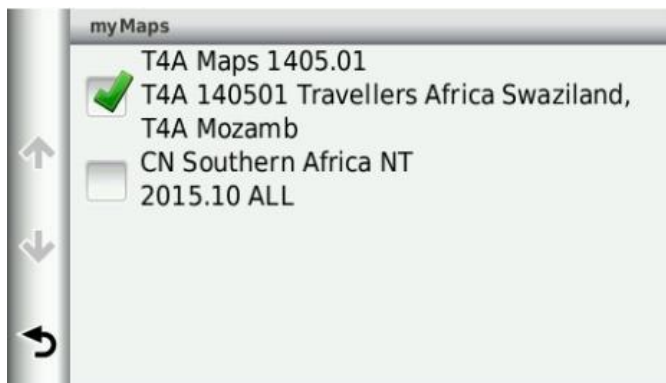 myMaps
T4A Maps 1405.01
T4A 140501 Travellers Africa Swaziland,
T4A Mozamb
CN Southern Africa NT
2015.10 ALL